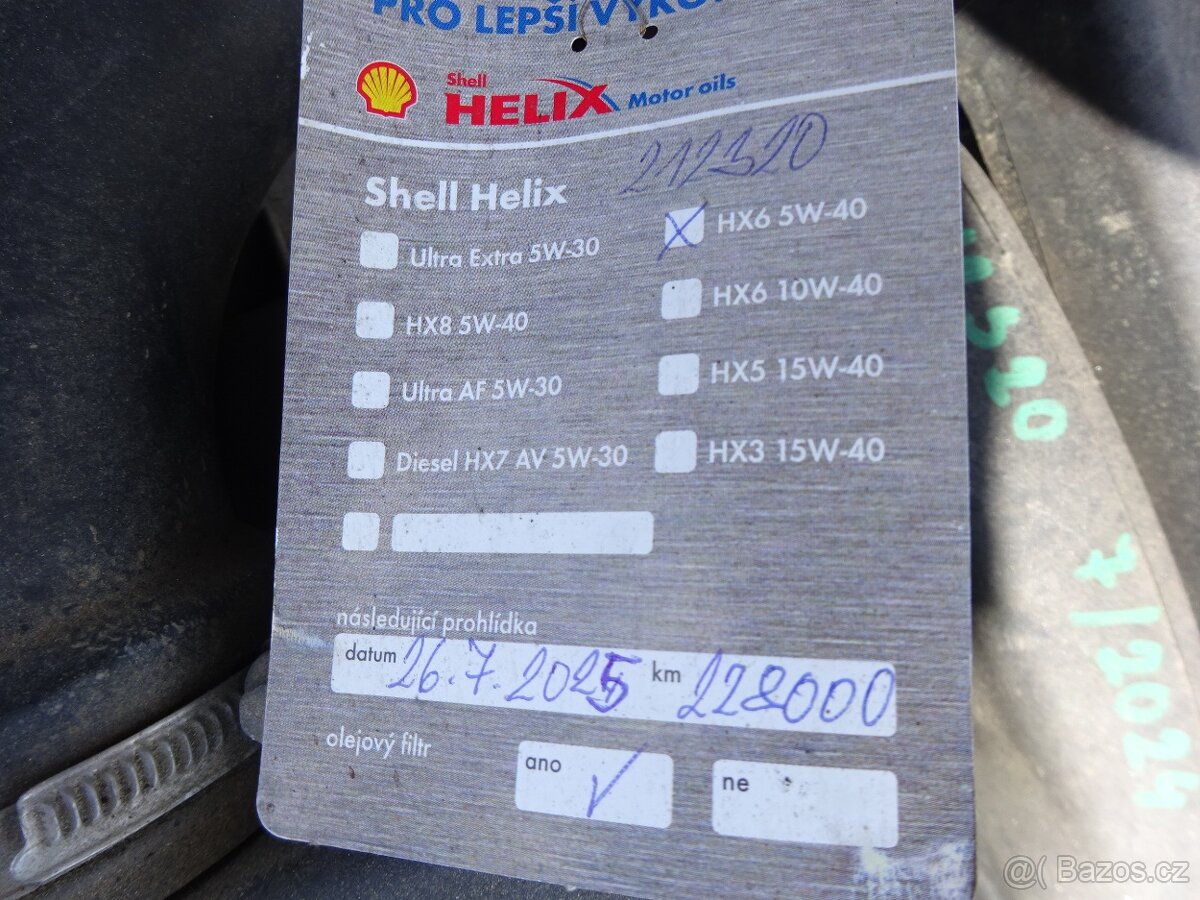 PRO LEPŠÍ VÝKO
Shell
HELIX Motor oils
212320
Shell Helix
Ultra Extra 5W-30
HX6 5W-40
HX8 5W-40
HX6 10W-40
Ultra AF 5W-30
HX5 15W-40
Diesel HX7 AV 5W-30
HX3 15W-40
následující prohlídka
datum 26.7.2025 km 228000
olejový filtr
ano
ne
7/2024
Bazos.cz